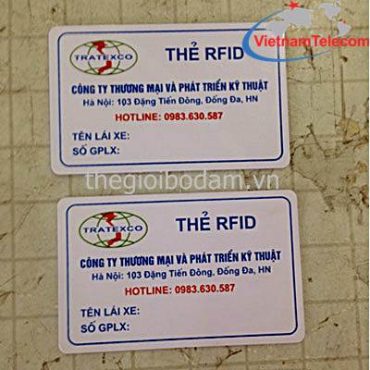 VietnamTelecom
TRATEXCO
THẺ RFID
CÔNG TY THƯƠNG MẠI VÀ PHÁT TRIỂN KỸ THUẬT
Hà Nội: 103 Đặng Tiến Đông, Đống Đa, HN
HOTLINE: 0983.630.587
TÊN LÁI XE:
SỐ GPLX:
thegioibodam.vn
TRATEXCO
THẺ RFID
CÔNG TY THƯƠNG MẠI VÀ PHÁT TRIỂN KỸ THUẬT
Hà Nội: 103 Đặng Tiến Đông, Đống Đa, HN
HOTLINE: 0983.630.587
TÊN LÁI XE:
SỐ GPLX: